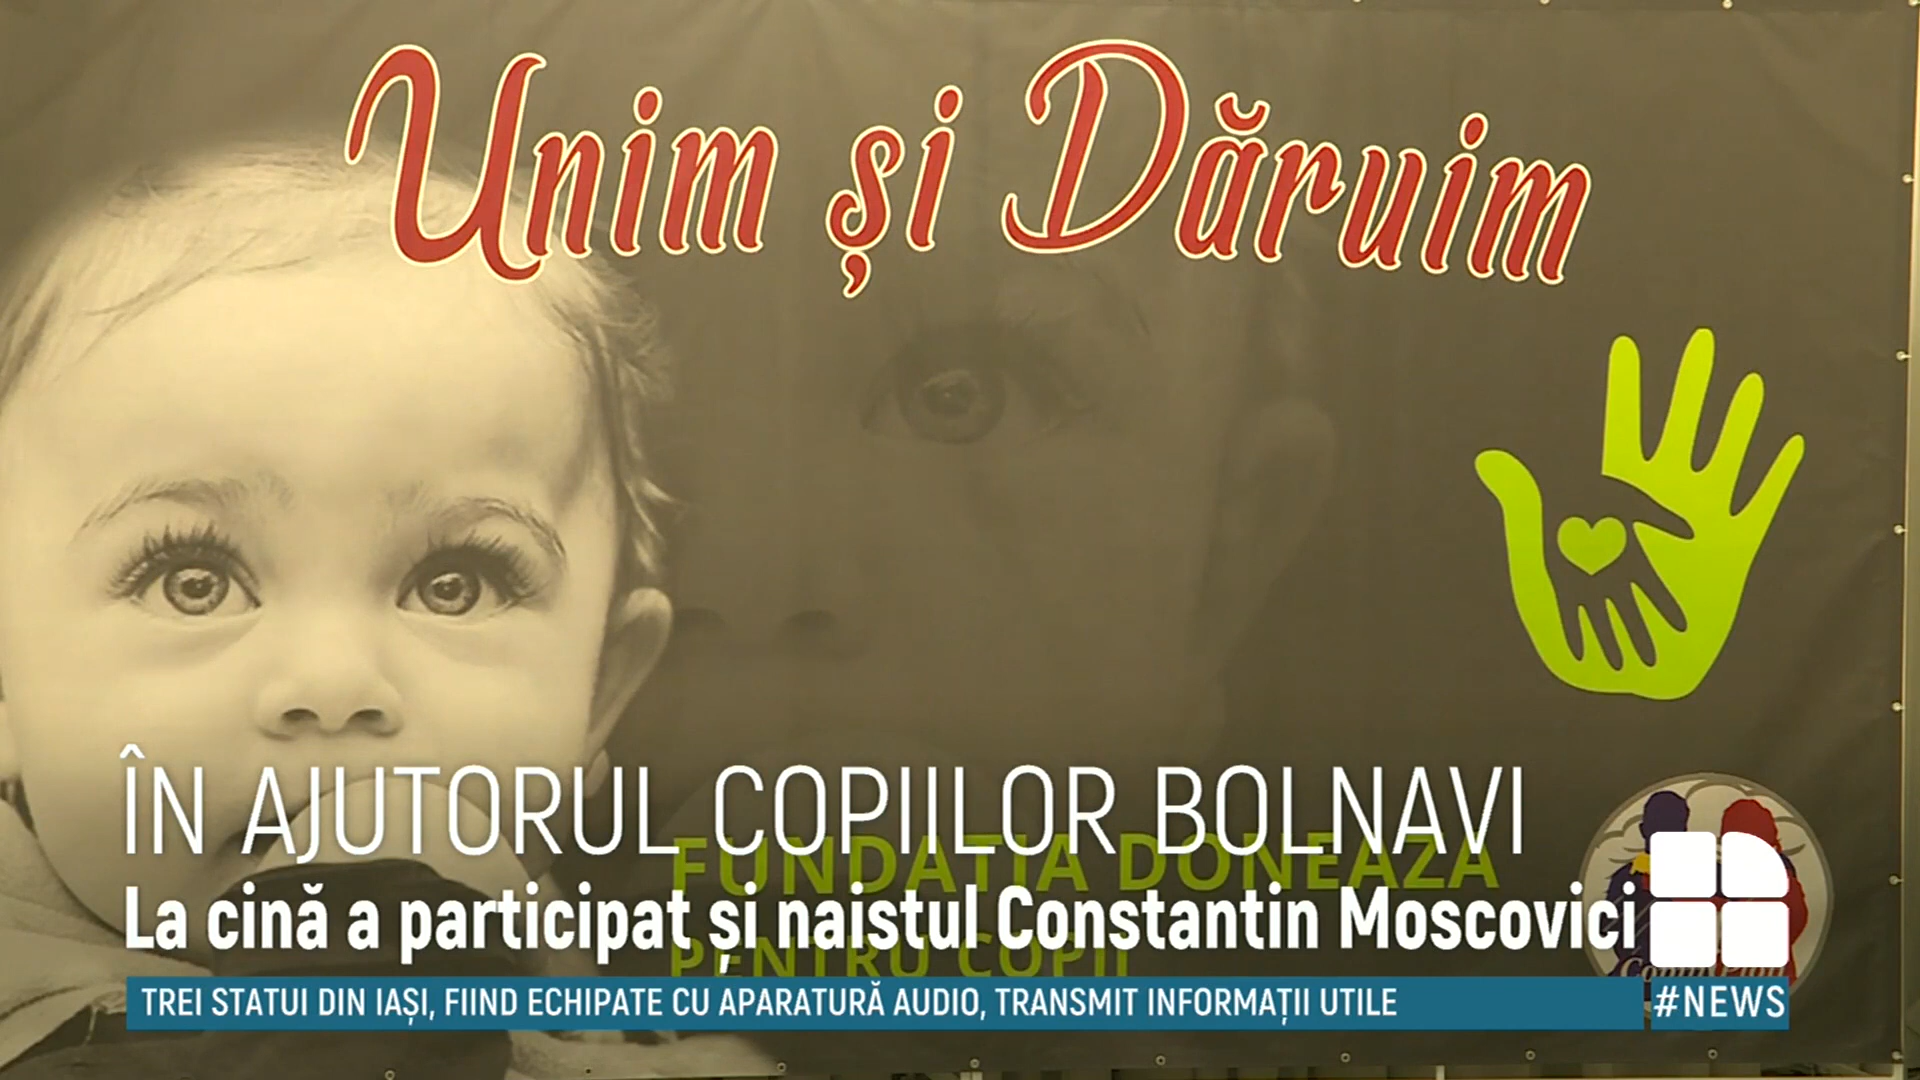 Unim și Dăruim
ÎN AJUTORUL COPIILOR BOLNAVI
FUNDAȚIA DONEAZĂ
La cină a participat și naistul Constantin Moscovici
PENTRU COPII
TREI STATUI DIN IAȘI, FIIND ECHIPATE CU APARATURĂ AUDIO, TRANSMIT INFORMAȚII UTILE
#NEWS